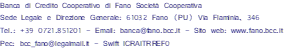 Banca di Credito Cooperativo di Fano Società Cooperativa
Sede Legale e Direzione Generale: 61032 Fano (PU) Via Flaminia, 346
Tel.: +39 0721.851201 - Email: banca@fano.bcc.it - Sito web: www.fano.bcc.it
Pec: bcc_fano@legalmail.it - Swift ICRAITRREF0